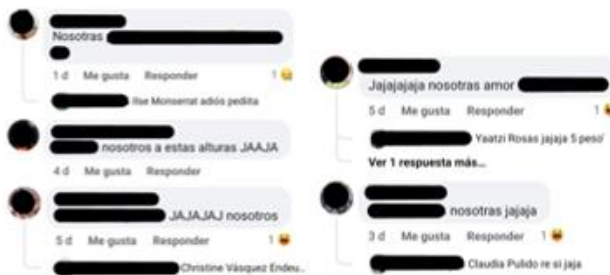 Nosotras
1 d Me gusta Responder 1
Ilse Monserrat adiós pediita
nosotros a estas alturas JAAJA
4 d Me gusta Responder
JAJAJAJ nosotros
5 d Me gusta Responder 1
Christine Vásquez Endeu..
Jajajajaja nosotras amor
5 d Me gusta Responder 1
Yaatzi Rosas jajaja 5 peso
Ver 1 respuesta más...
nosotras jajaja
3 d Me gusta Responder 1
Claudia Pulido re si jaja